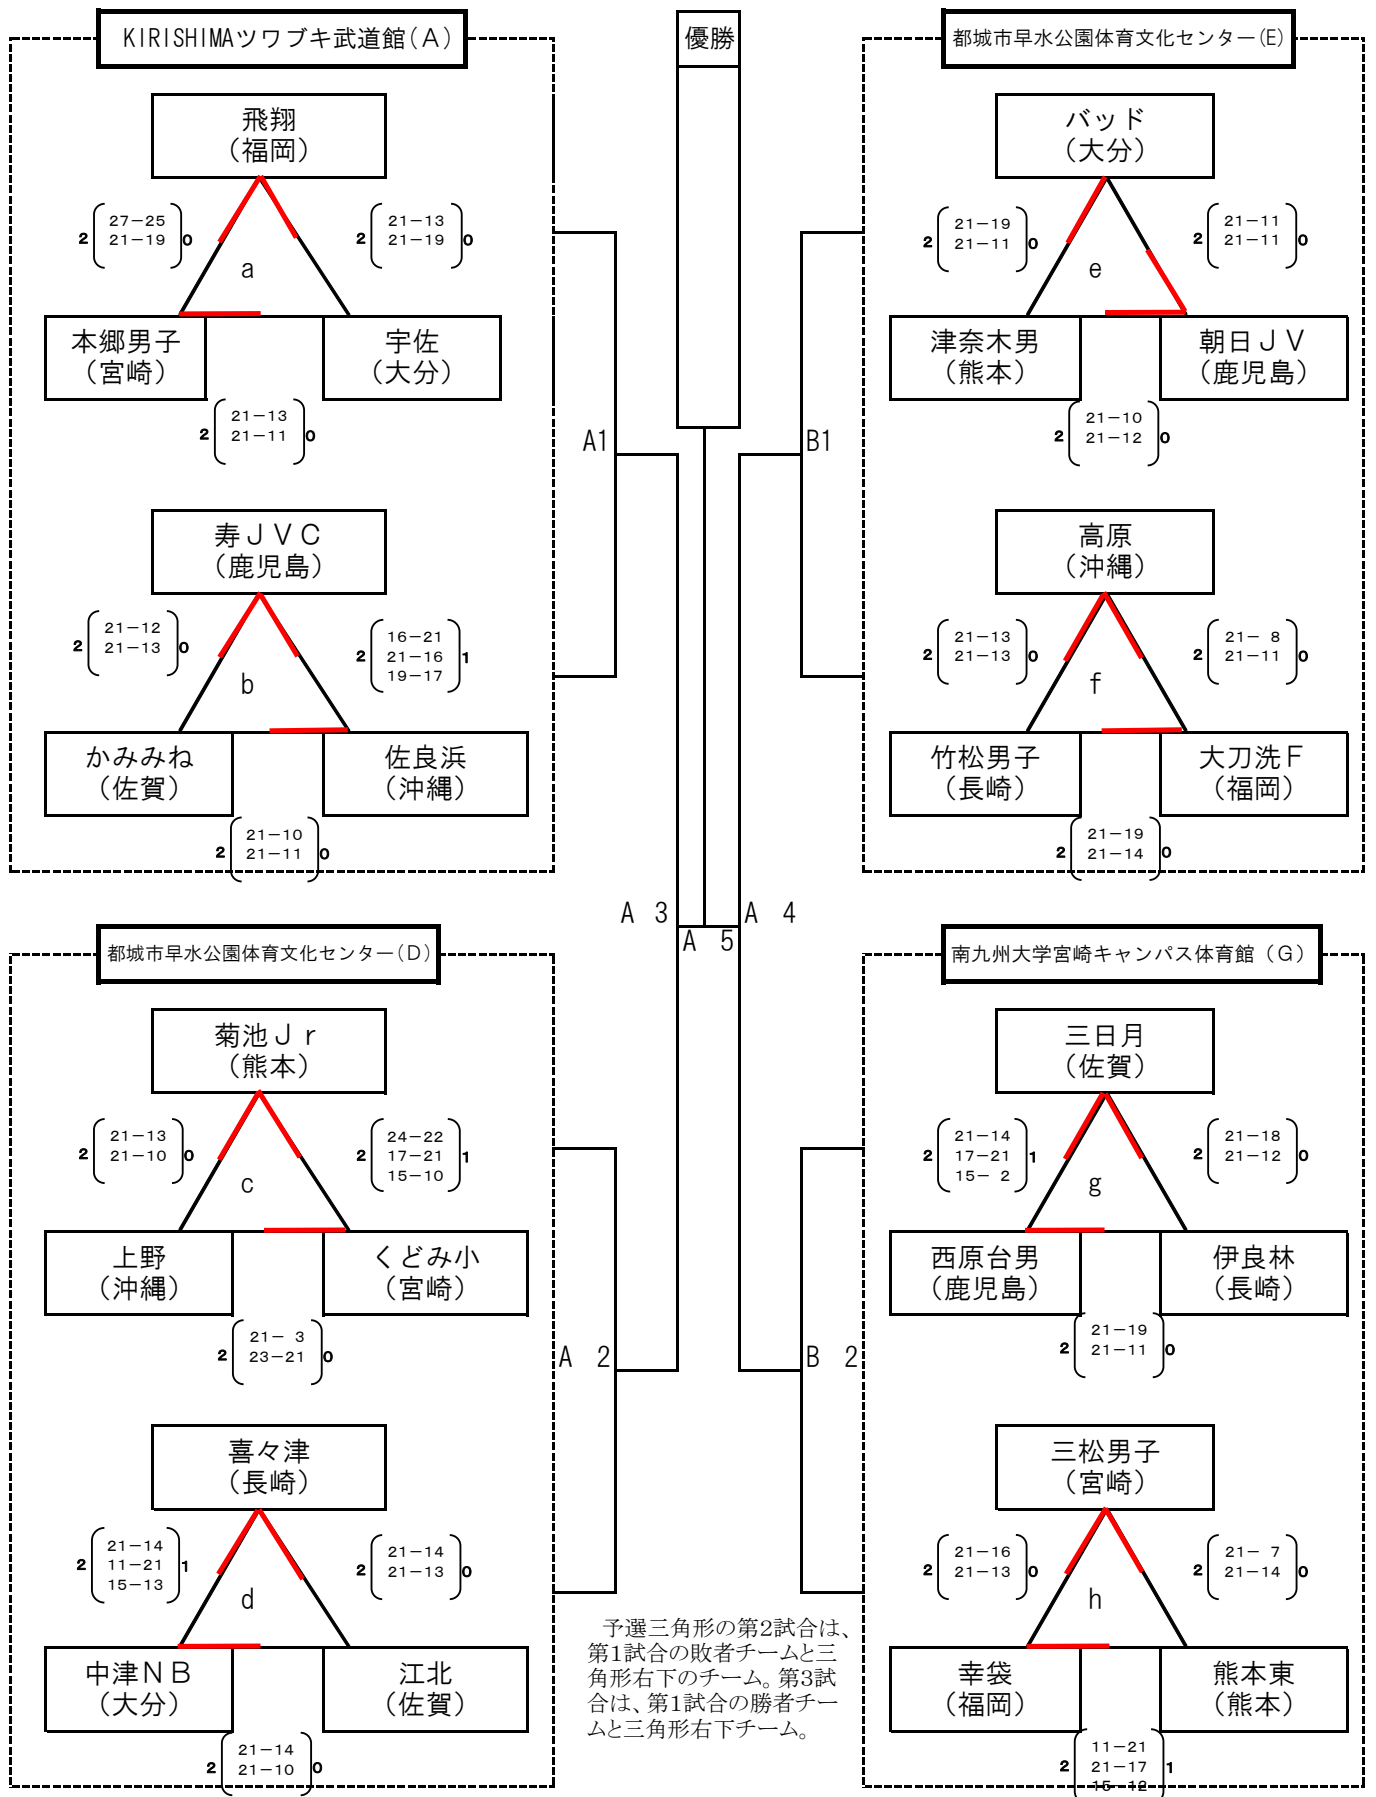 KIRISHIMAツワブキ武道館(A)
飛翔
(福岡)
2 27-25 0
21-19
2 21-13 0
21-19
a
本郷男子
(宮崎)
宇佐
(大分)
2 21-13 0
21-11
寿JVC
(鹿児島)
2 21-12 0
21-13
2 16-21 1
21-16
19-17
b
かみみね
(佐賀)
佐良浜
(沖縄)
2 21-10 0
21-11
都城市早水公園体育文化センター(D)
菊池Jr
(熊本)
2 21-13 0
21-10
2 24-22 1
17-21
15-10
c
上野
(沖縄)
くどみ小
(宮崎)
2 21- 3 0
23-21
喜々津
(長崎)
2 21-14 1
11-21
15-13
2 21-14 0
21-13
d
中津NB
(大分)
江北
(佐賀)
2 21-14 0
21-10
優勝
A1
B1
A 3
A 4
A 5
A 2
B 2
予選三角形の第2試合は、
第1試合の敗者チームと三
角形右下のチーム。第3試
合は、第1試合の勝者チー
ムと三角形右下チーム。
都城市早水公園体育文化センター(E)
バッド
(大分)
2 21-19 0
21-11
2 21-11 0
21-11
e
津奈木男
(熊本)
朝日JV
(鹿児島)
2 21-10 0
21-12
高原
(沖縄)
2 21-13 0
21-13
2 21- 8 0
21-11
f
竹松男子
(長崎)
大刀洗F
(福岡)
2 21-19 0
21-14
南九州大学宮崎キャンパス体育館(G)
三日月
(佐賀)
2 21-14 1
17-21
15- 2
2 21-18 0
21-12
g
西原台男
(鹿児島)
伊良林
(長崎)
2 21-19 0
21-11
三松男子
(宮崎)
2 21-16 0
21-13
2 21- 7 0
21-14
h
幸袋
(福岡)
熊本東
(熊本)
2 11-21 1
21-17
15-12